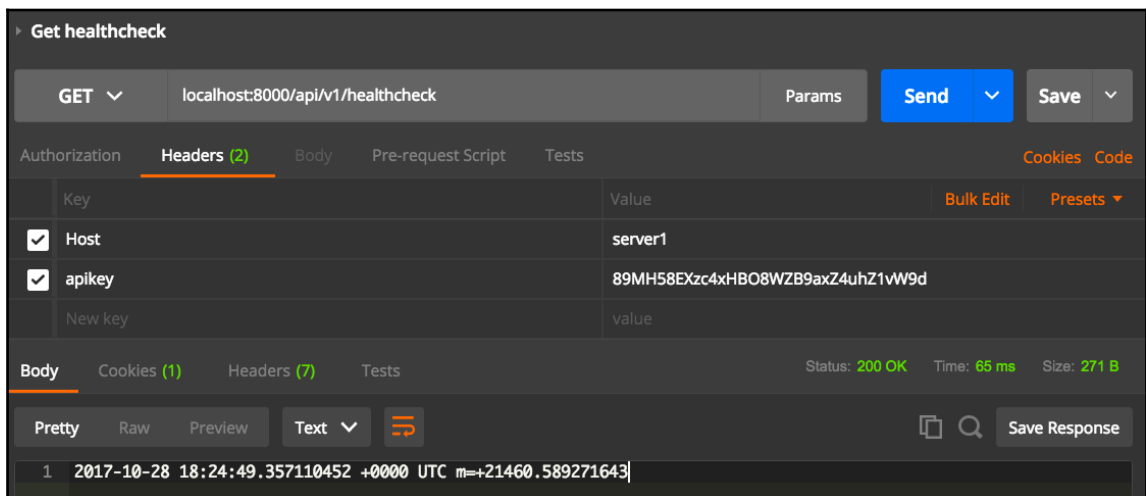 Get healthcheck
GET localhost:8000/api/v1/healthcheck Params Send Save
Authorization Headers (2) Body Pre-request Script Tests Cookies Code
Key Value Bulk Edit Presets
Host server1
apikey 89MH58EXzc4xHBO8WZB9axZ4uhZ1vW9d
New key value
Body Cookies (1) Headers (7) Tests Status: 200 OK Time: 65 ms Size: 271 B
Pretty Raw Preview Text Save Response
1 2017-10-28 18:24:49.357110452 +0000 UTC m=+21460.589271643